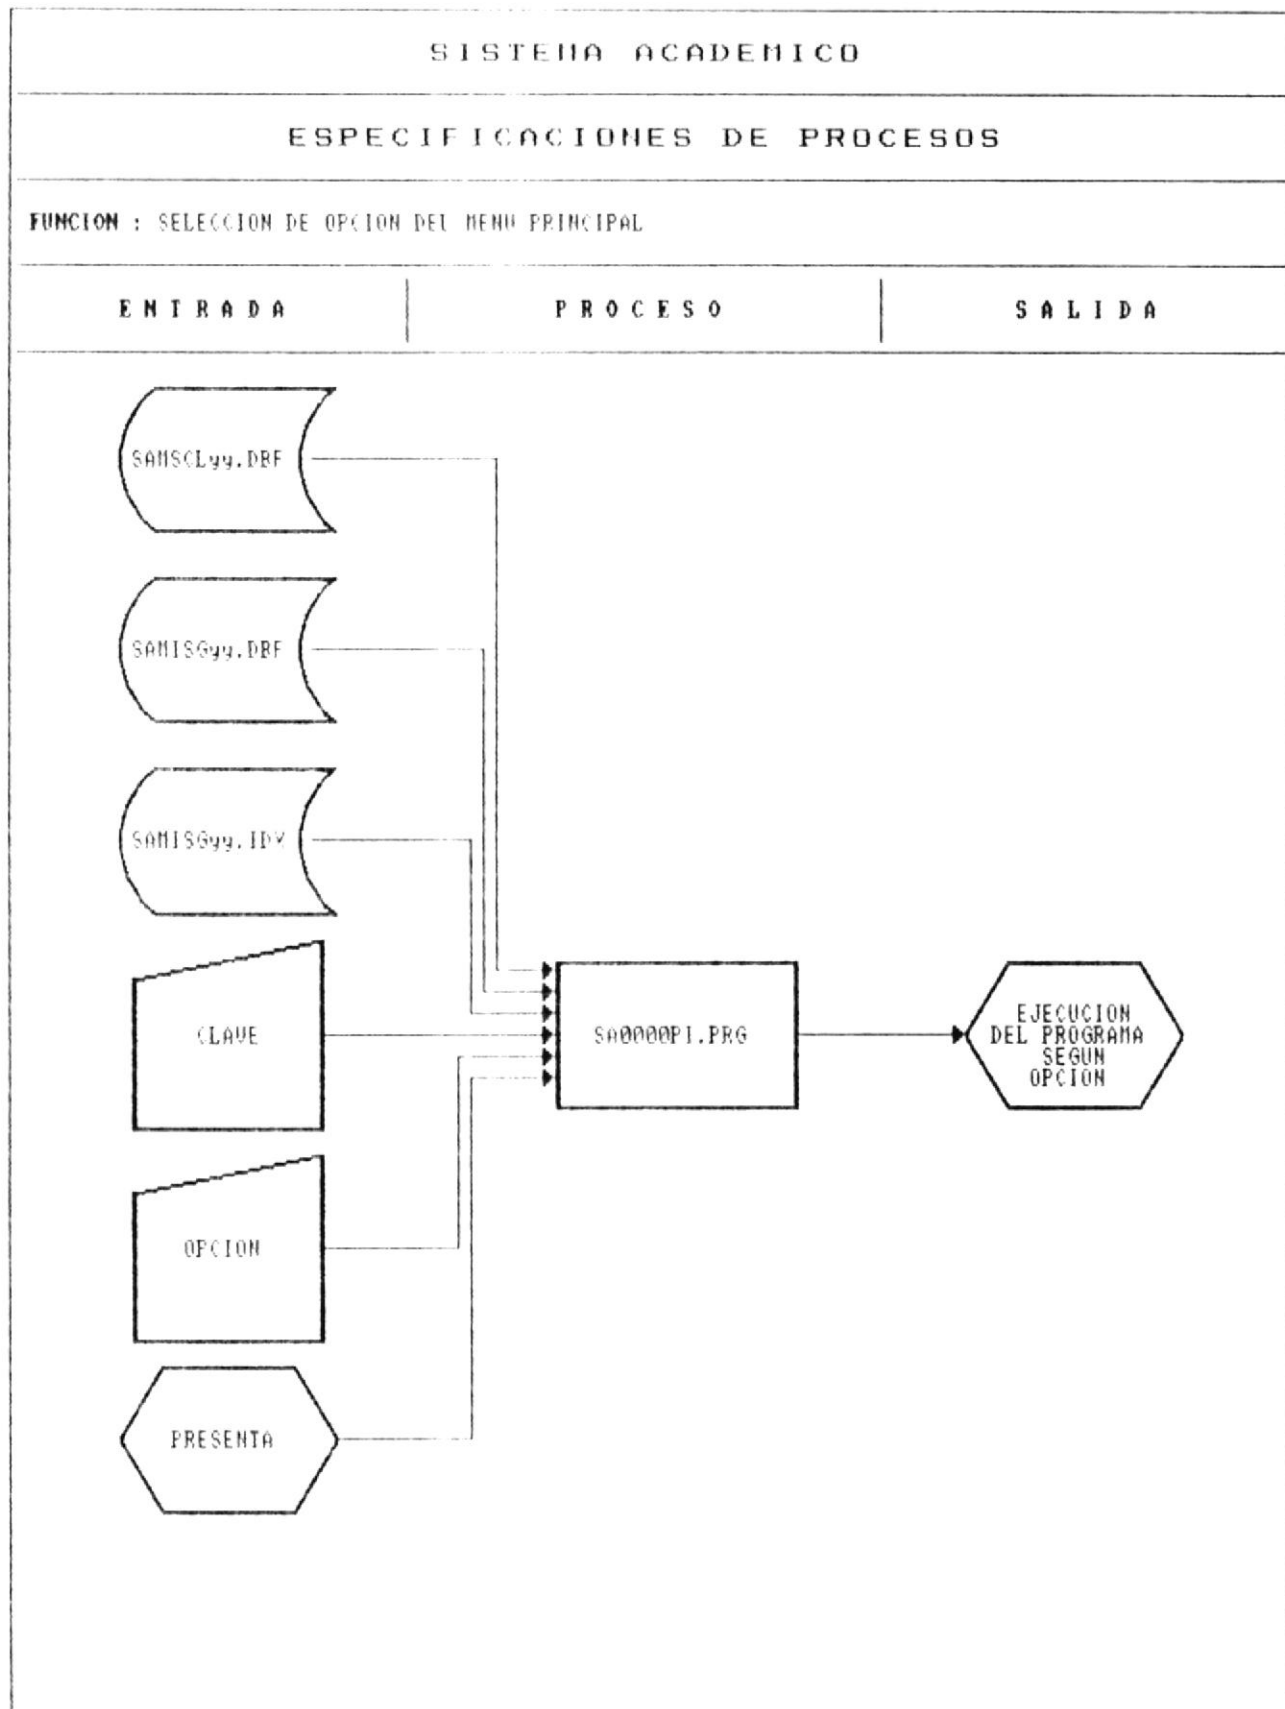 SISTEMA ACADEMICO
ESPECIFICACIONES DE PROCESOS
FUNCION : SELECCION DE OPCION DEL MENU PRINCIPAL
ENTRADA
PROCESO
SALIDA
SAMSCLyy.DBF
SAMISGyy.DBF
SAMISGyy.IDX
CLAVE
SA0000PI.PRG
EJECUCION
DEL PROGRAMA
SEGUN
OPCION
OPCION
PRESENTA